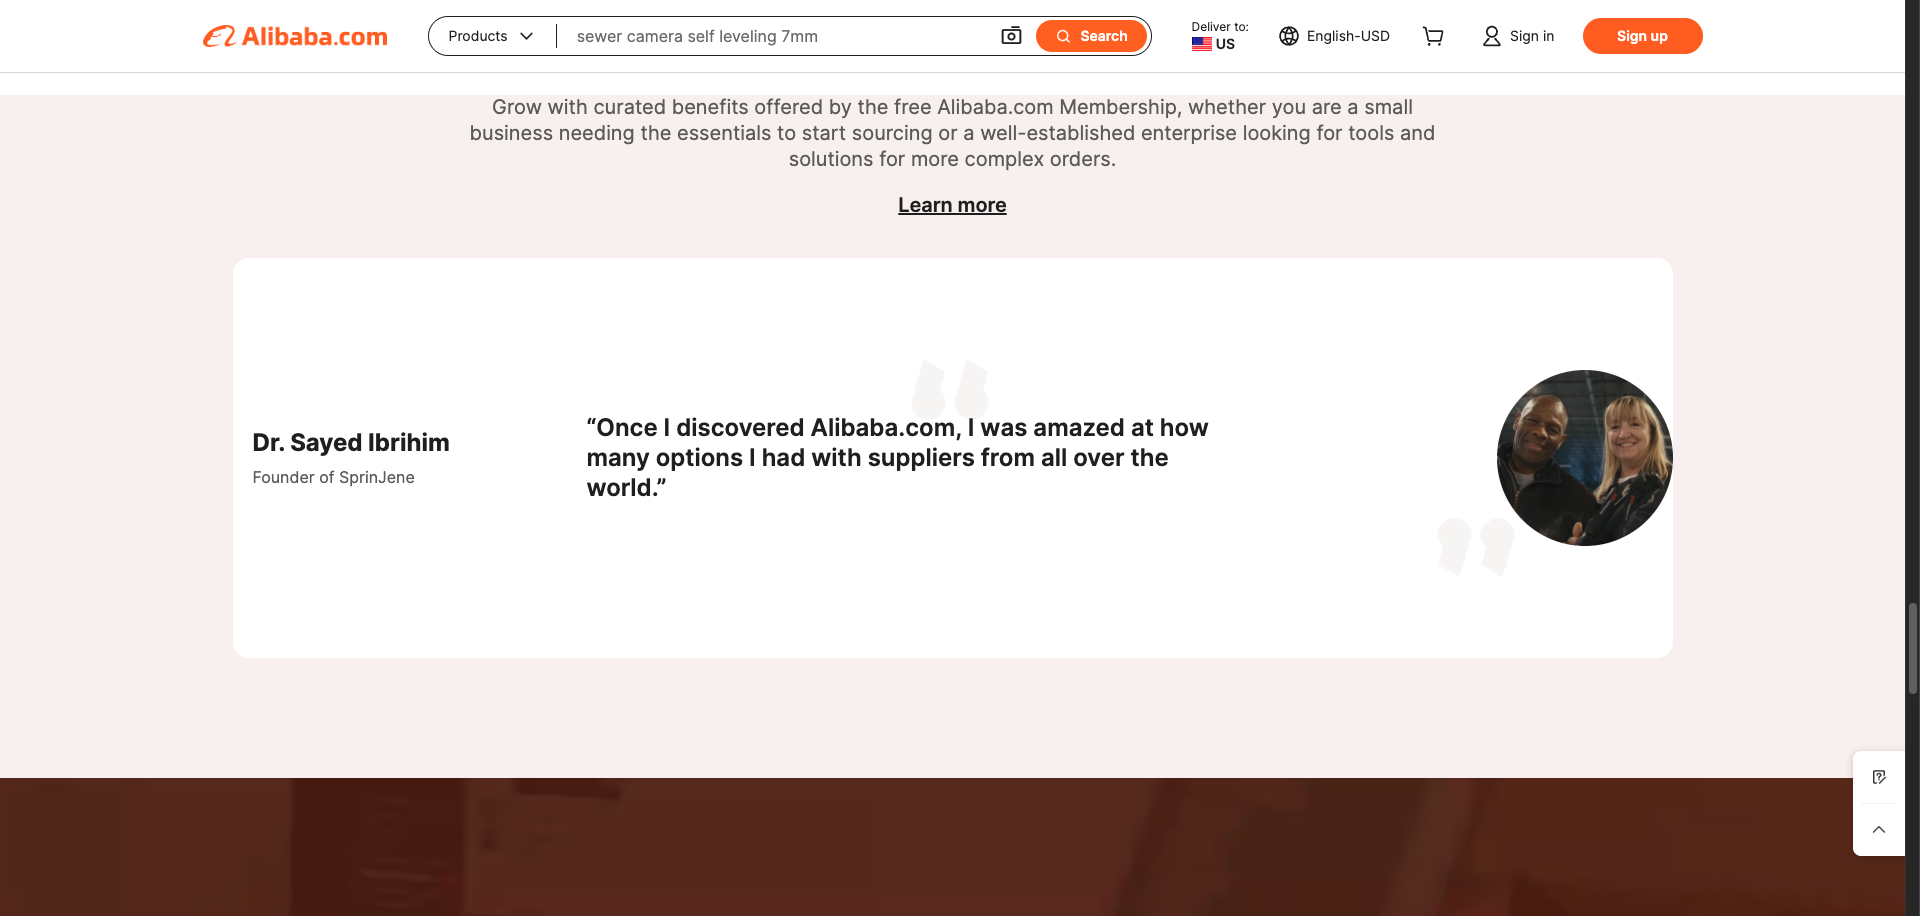 Alibaba.com
Products
sewer camera self leveling 7mm
Search
Deliver to:
US
English-USD
Sign in
Sign up
Grow with curated benefits offered by the free Alibaba.com Membership, whether you are a small
business needing the essentials to start sourcing or a well-established enterprise looking for tools and
solutions for more complex orders.
Learn more
Dr. Sayed Ibrihim
Founder of SprinJene
“Once I discovered Alibaba.com, I was amazed at how
many options I had with suppliers from all over the
world.”